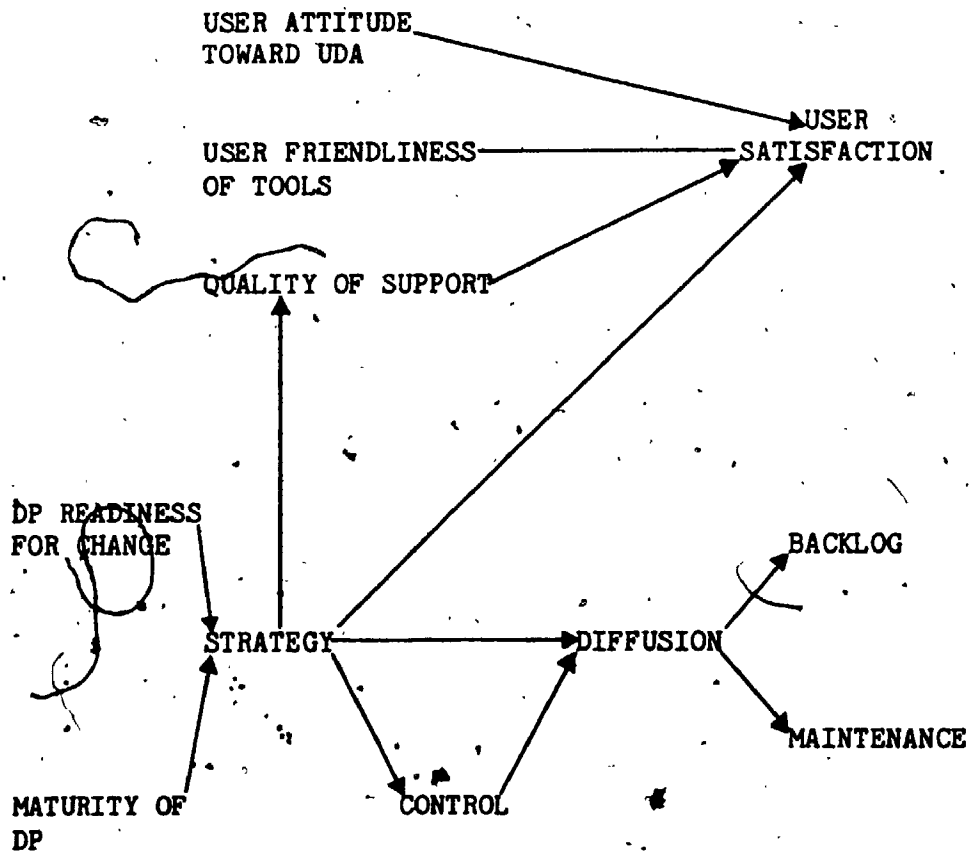 USER ATTITUDE
TOWARD UDA
USER
SATISFACTION
USER FRIENDLINESS
OF TOOLS
QUALITY OF SUPPORT
DP READINESS
FOR CHANGE
BACKLOG
STRATEGY
DIFFUSION
MAINTENANCE
MATURITY OF
DP
CONTROL